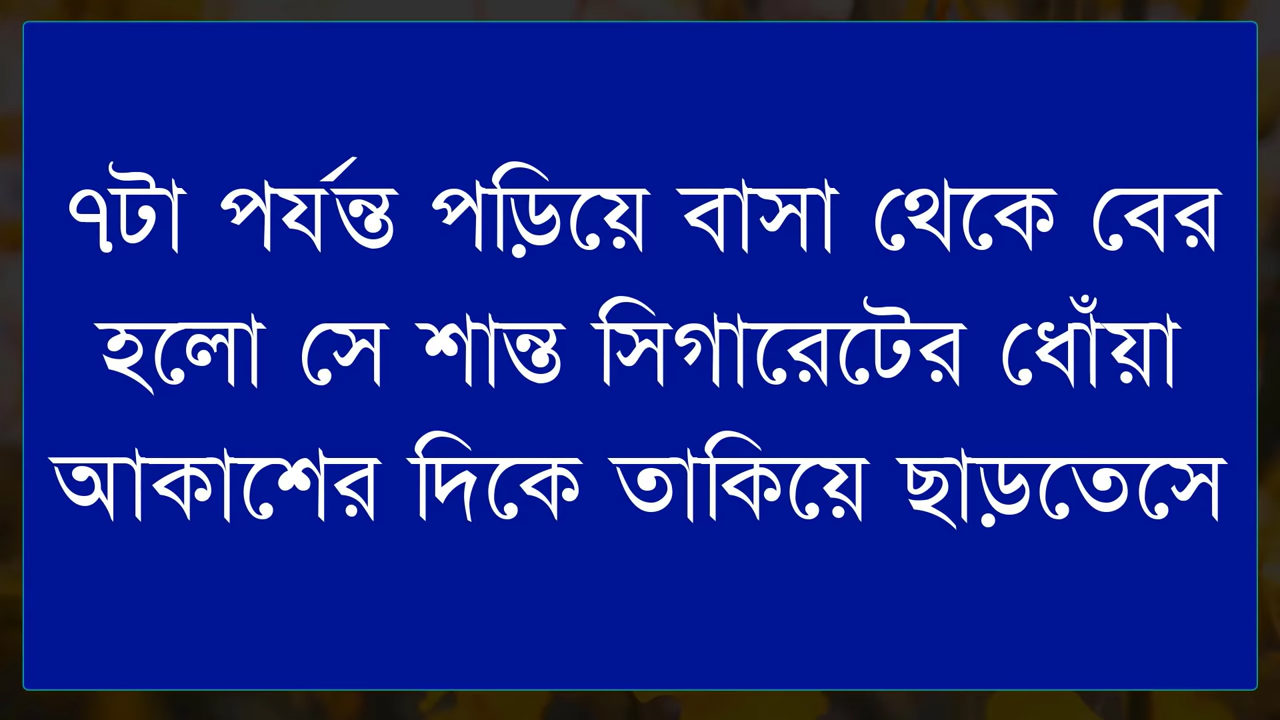 ৭টা পর্যন্ত পড়িয়ে বাসা থেকে বের
হলো সে শান্ত সিগারেটের ধোঁয়া
আকাশের দিকে তাকিয়ে ছাড়তেসে